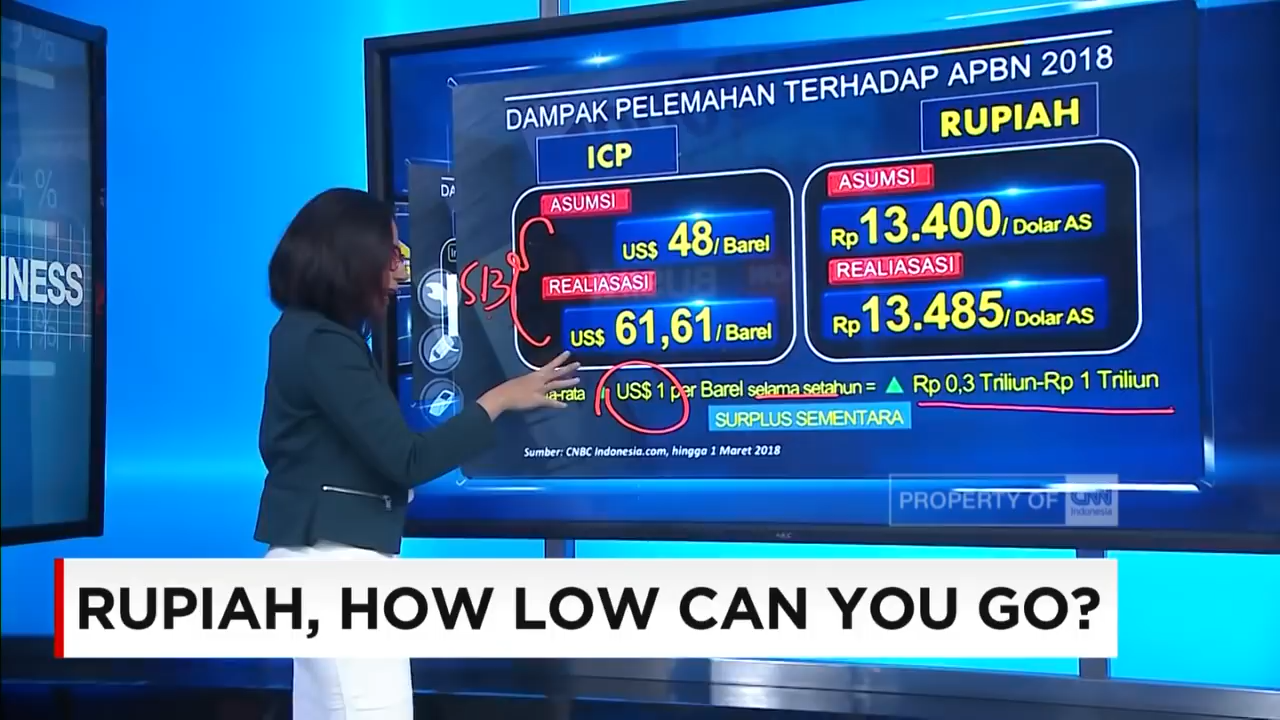 DAMPAK PELEMAHAN TERHADAP APBN 2018
ICP
ASUMSI
US$ 48/ Barel
REALIASASI
US$ 61,61/ Barel
RUPIAH
ASUMSI
Rp 13.400/ Dolar AS
REALIASASI
Rp 13.485/ Dolar AS
US$ 1 per Barel selama setahun = ▲ Rp 0,3 Triliun-Rp 1 Triliun
SURPLUS SEMENTARA
Sumber: CNBC Indonesia.com, hingga 1 Maret 2018
DA
INESS
4 %
%
PROPERTY OF CNN Indonesia
RUPIAH, HOW LOW CAN YOU GO?